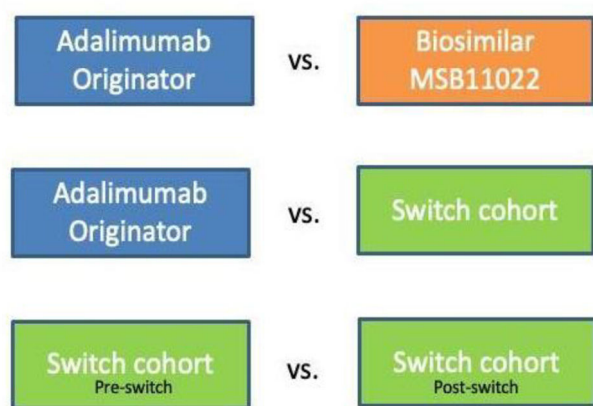 Adalimumab
Originator
vs.
Biosimilar
MSB11022
Adalimumab
Originator
vs.
Switch cohort
Switch cohort
Pre-switch
vs.
Switch cohort
Post-switch